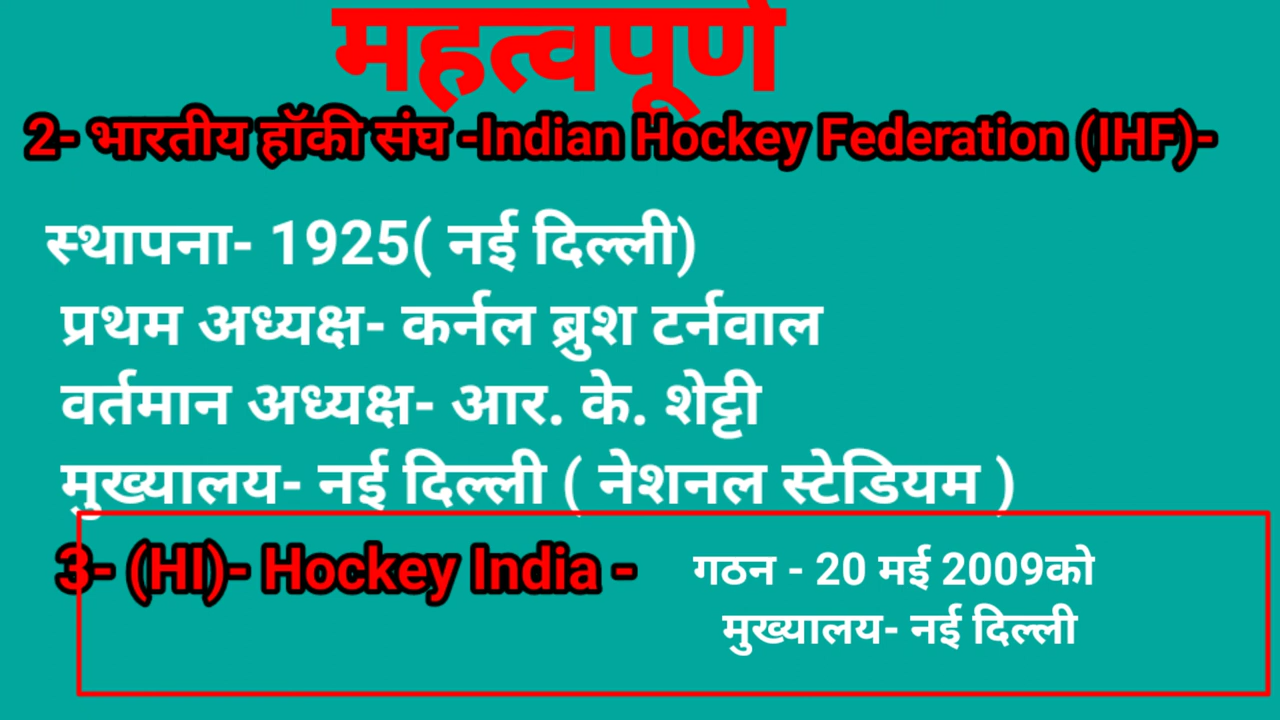 महत्वपूर्ण
2- भारतीय हॉकी संघ -Indian Hockey Federation (IHF)-
स्थापना- 1925( नई दिल्ली)
प्रथम अध्यक्ष- कर्नल ब्रुश टर्नवाल
वर्तमान अध्यक्ष- आर. के. शेट्टी
मुख्यालय- नई दिल्ली ( नेशनल स्टेडियम )
3- (HI)- Hockey India -
गठन - 20 मई 2009को
मुख्यालय- नई दिल्ली